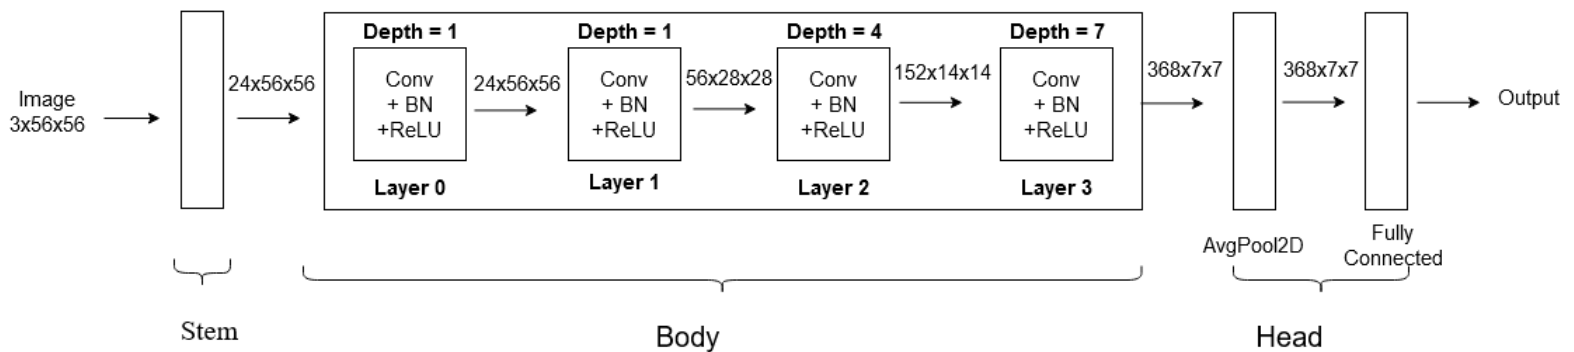 Image
3x56x56
24x56x56
Depth = 1
Conv
+ BN
+ReLU
Layer 0
24x56x56
Depth = 1
Conv
+ BN
+ReLU
Layer 1
56x28x28
Depth = 4
Conv
+ BN
+ReLU
Layer 2
152x14x14
Depth = 7
Conv
+ BN
+ReLU
Layer 3
368x7x7
AvgPool2D
368x7x7
Fully
Connected
Output
Stem
Body
Head